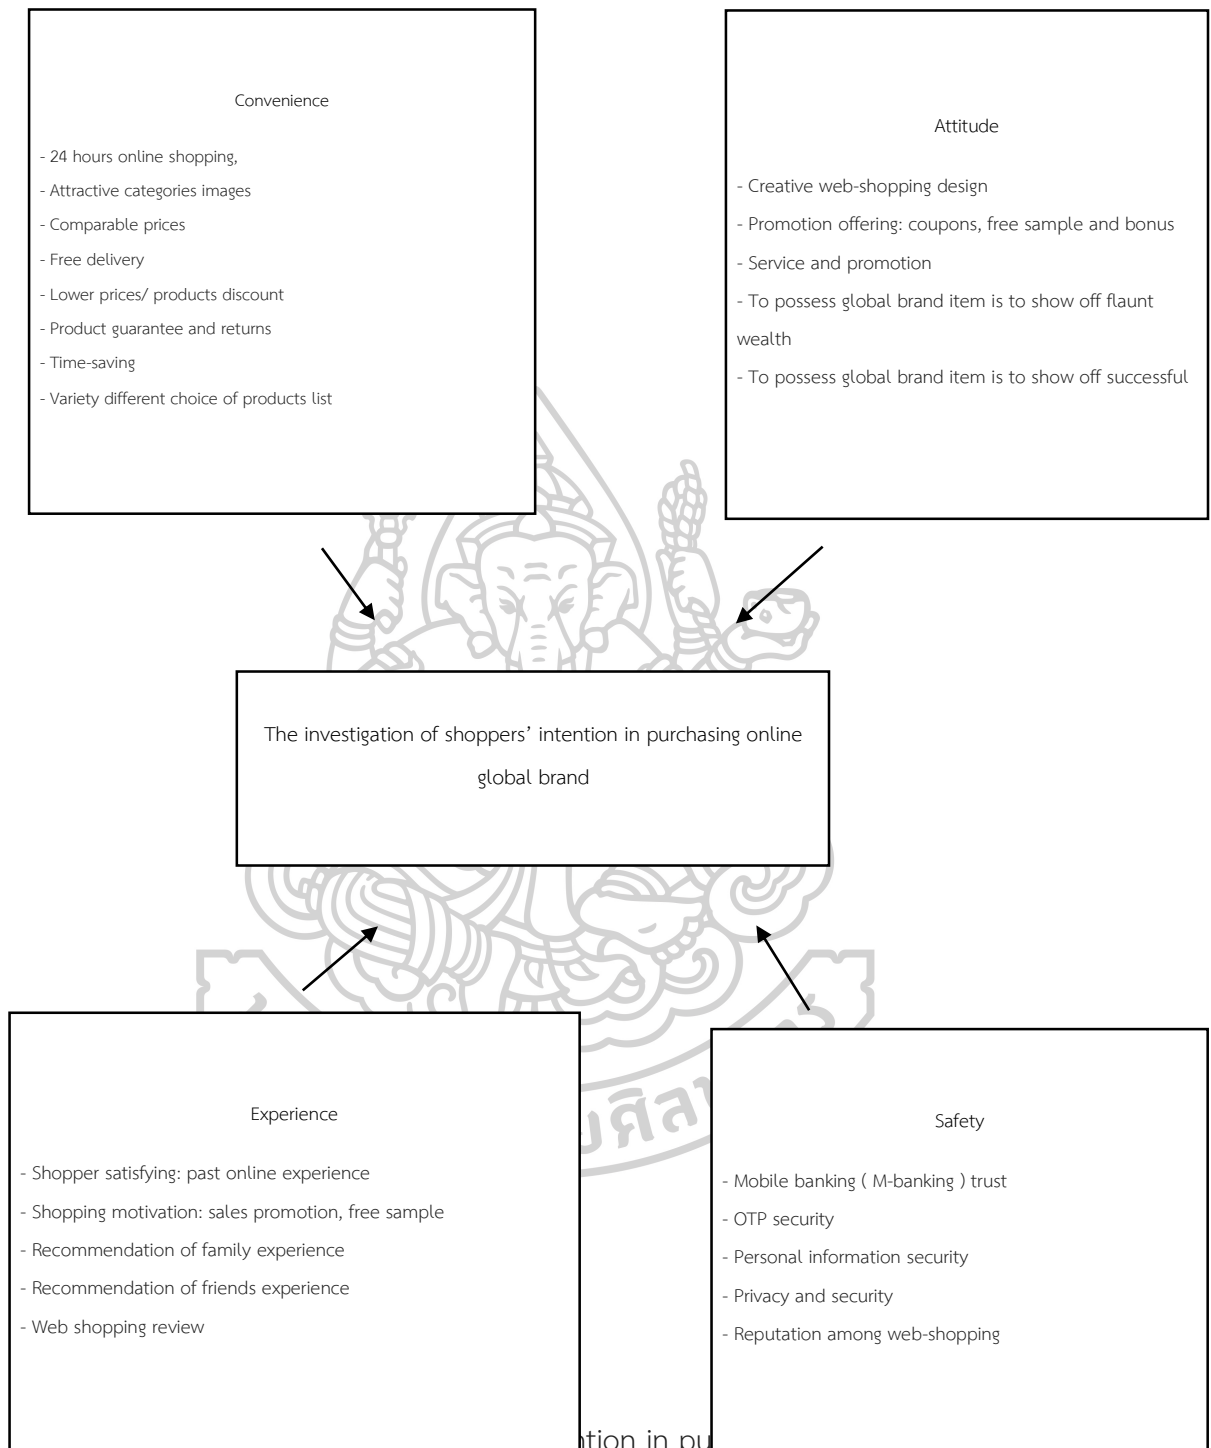 Convenience
- 24 hours online shopping,
- Attractive categories images
- Comparable prices
- Free delivery
- Lower prices/ products discount
- Product guarantee and returns
- Time-saving
- Variety different choice of products list
Attitude
- Creative web-shopping design
- Promotion offering: coupons, free sample and bonus
- Service and promotion
- To possess global brand item is to show off flaunt
wealth
- To possess global brand item is to show off successful
The investigation of shoppers’ intention in purchasing online
global brand
Experience
- Shopper satisfying: past online experience
- Shopping motivation: sales promotion, free sample
- Recommendation of family experience
- Recommendation of friends experience
- Web shopping review
Safety
- Mobile banking ( M-banking ) trust
- OTP security
- Personal information security
- Privacy and security
- Reputation among web-shopping
in